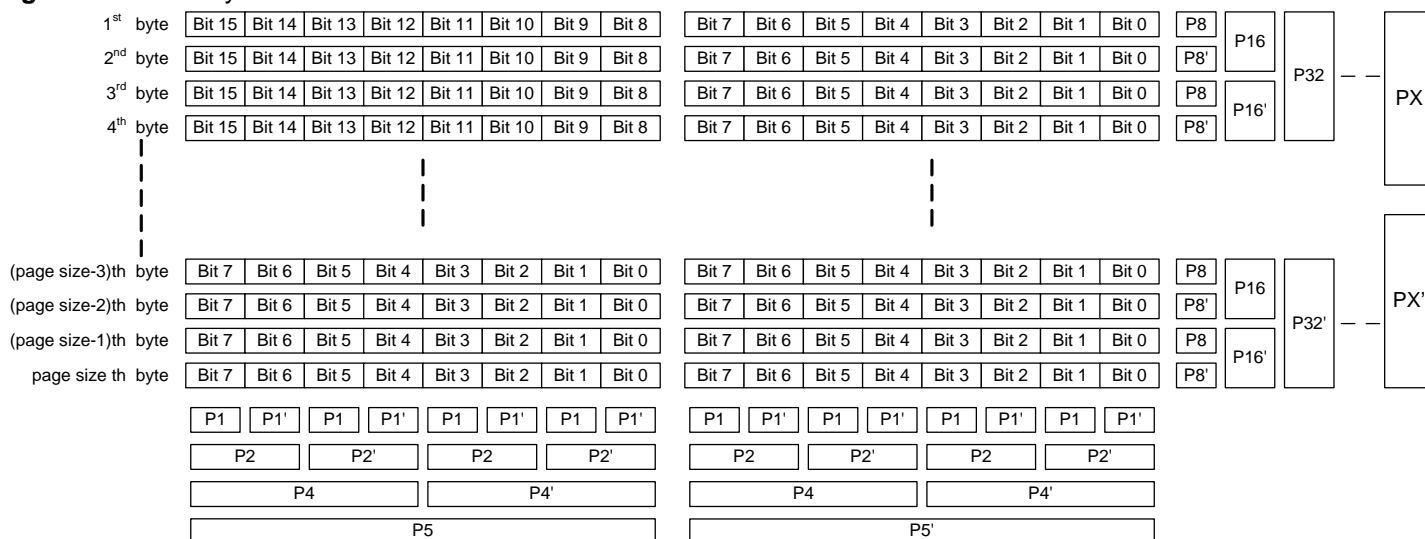 1st byte Bit 15 Bit 14 Bit 13 Bit 12 Bit 11 Bit 10 Bit 9 Bit 8 Bit 7 Bit 6 Bit 5 Bit 4 Bit 3 Bit 2 Bit 1 Bit 0 P8
P16
2nd byte Bit 15 Bit 14 Bit 13 Bit 12 Bit 11 Bit 10 Bit 9 Bit 8 Bit 7 Bit 6 Bit 5 Bit 4 Bit 3 Bit 2 Bit 1 Bit 0 P8'
P32
3rd byte Bit 15 Bit 14 Bit 13 Bit 12 Bit 11 Bit 10 Bit 9 Bit 8 Bit 7 Bit 6 Bit 5 Bit 4 Bit 3 Bit 2 Bit 1 Bit 0 P8 PX
P16'
4th byte Bit 15 Bit 14 Bit 13 Bit 12 Bit 11 Bit 10 Bit 9 Bit 8 Bit 7 Bit 6 Bit 5 Bit 4 Bit 3 Bit 2 Bit 1 Bit 0 P8'
(page size-3)th byte Bit 7 Bit 6 Bit 5 Bit 4 Bit 3 Bit 2 Bit 1 Bit 0 Bit 7 Bit 6 Bit 5 Bit 4 Bit 3 Bit 2 Bit 1 Bit 0 P8
P16
(page size-2)th byte Bit 7 Bit 6 Bit 5 Bit 4 Bit 3 Bit 2 Bit 1 Bit 0 Bit 7 Bit 6 Bit 5 Bit 4 Bit 3 Bit 2 Bit 1 Bit 0 P8' PX'
P32'
(page size-1)th byte Bit 7 Bit 6 Bit 5 Bit 4 Bit 3 Bit 2 Bit 1 Bit 0 Bit 7 Bit 6 Bit 5 Bit 4 Bit 3 Bit 2 Bit 1 Bit 0 P8
P16'
page size th byte Bit 7 Bit 6 Bit 5 Bit 4 Bit 3 Bit 2 Bit 1 Bit 0 Bit 7 Bit 6 Bit 5 Bit 4 Bit 3 Bit 2 Bit 1 Bit 0 P8'
P1 P1' P1 P1' P1 P1' P1 P1' P1 P1' P1 P1' P1 P1' P1 P1'
P2 P2' P2 P2' P2 P2' P2 P2'
P4 P4' P4 P4'
P5 P5'